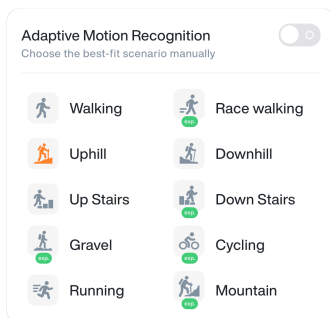 Adaptive Motion Recognition
Choose the best-fit scenario manually
Walking
Race walking
exp.
Uphill
Downhill
Up Stairs
Down Stairs
exp.
Gravel
exp.
Cycling
exp.
Running
Mountain
exp.